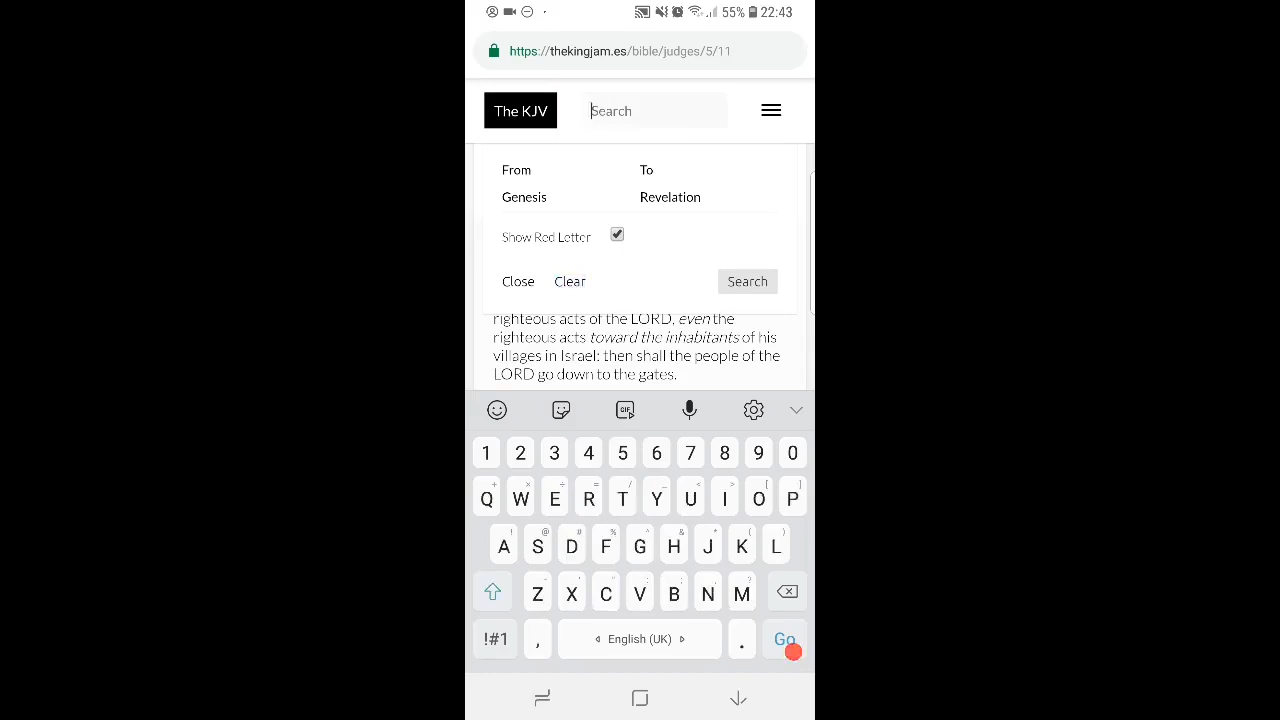 55% 22:43
https://thekingjam.es/bible/judges/5/11
The KJV Search
From To
Genesis Revelation
Show Red Letter
Close Clear Search
righteous acts of the LORD, even the
righteous acts toward the inhabitants of his
villages in Israel: then shall the people of the
LORD go down to the gates.
GIF
1 2 3 4 5 6 7 8 9 0
+ × ÷ = / _ < > [ ]
Q W E R T Y U I O P
! @ # % ^ & * ( )
A S D F G H J K L
- ' " : ; , ?
Z X C V B N M
!#1 , English (UK) . Go